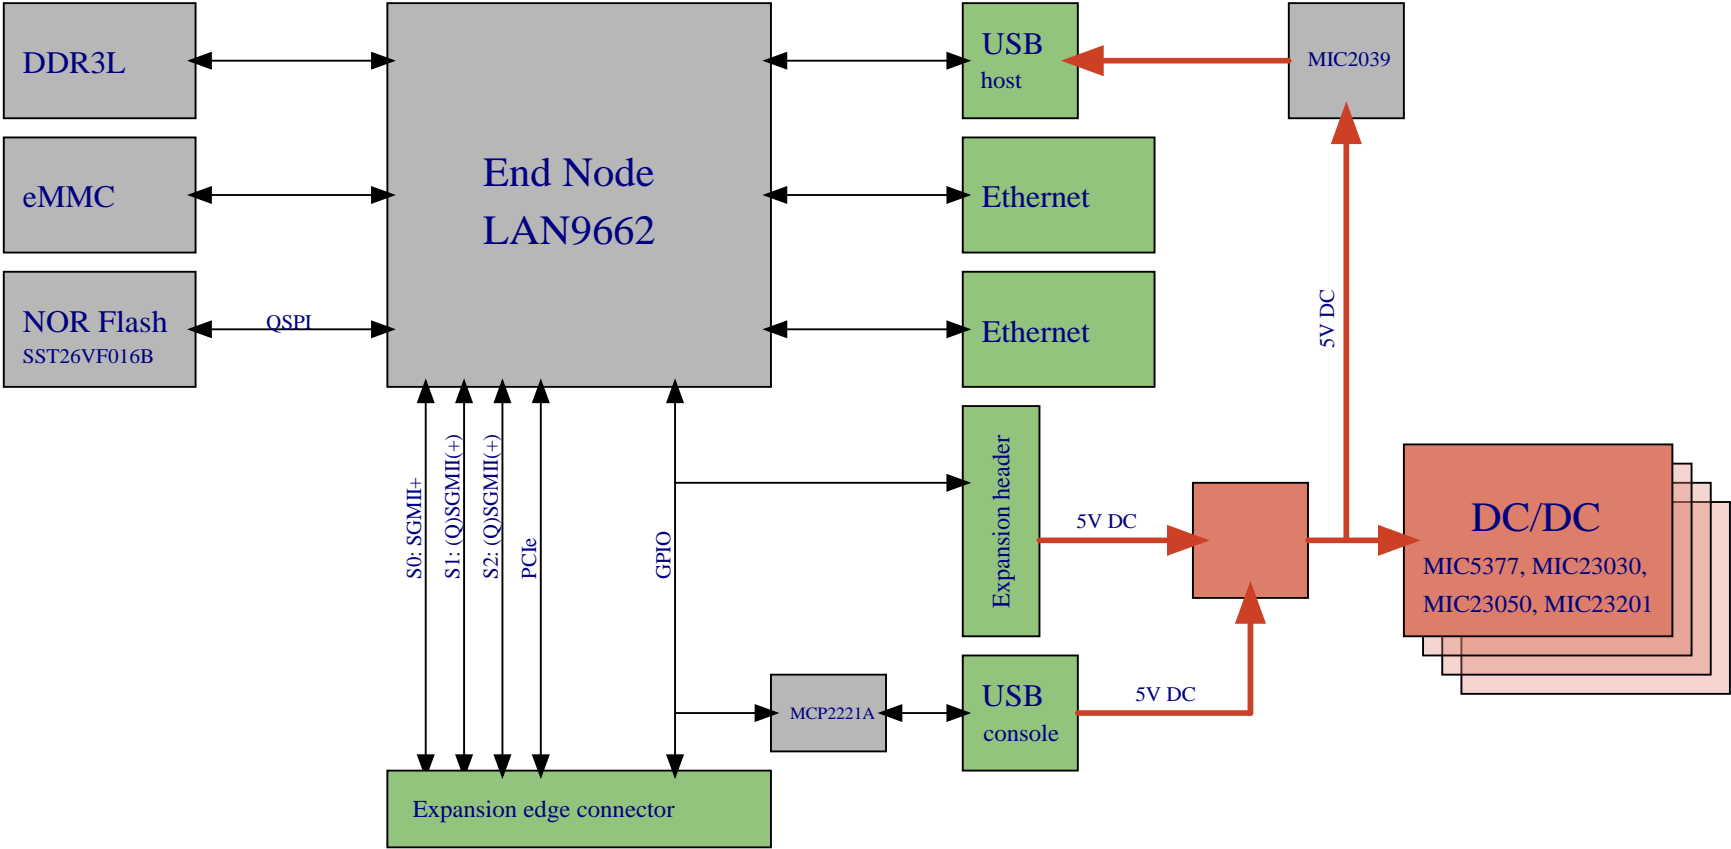 DDR3L
eMMC
NOR Flash
SST26VF016B
QSPI
End Node
LAN9662
USB
host
MIC2039
Ethernet
Ethernet
5V DC
S0: SGMII+
S1: (Q)SGMII(+)
S2: (Q)SGMII(+)
PCIe
GPIO
Expansion header
5V DC
DC/DC
MIC5377, MIC23030,
MIC23050, MIC23201
MCP2221A
USB
console
5V DC
Expansion edge connector